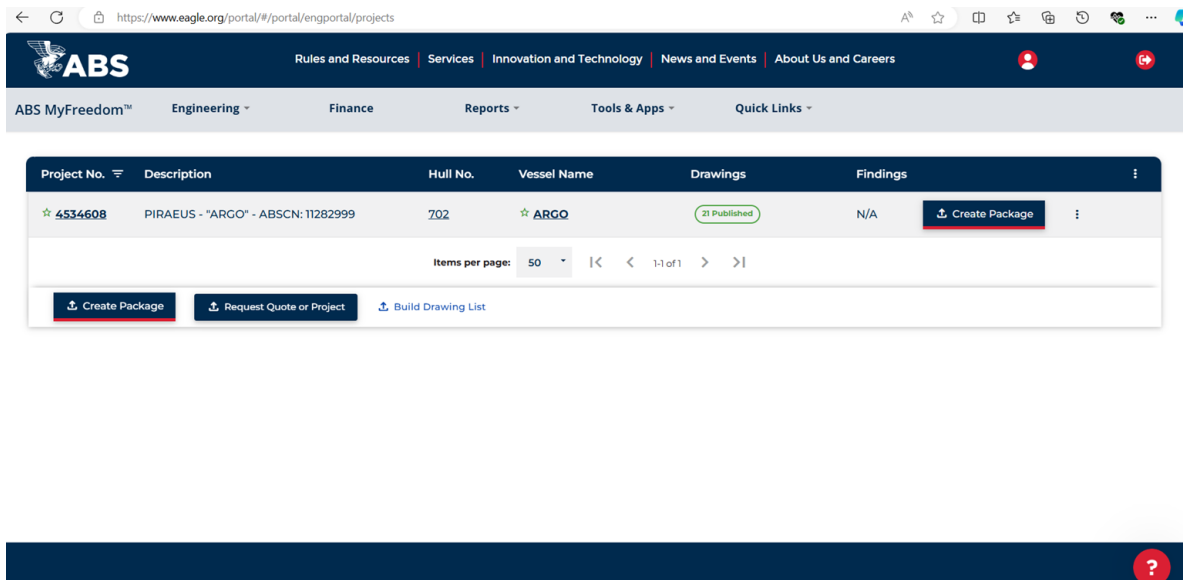 https://www.eagle.org/portal/#/portal/engportal/projects
ABS
Rules and Resources Services Innovation and Technology News and Events About Us and Careers
ABS MyFreedom™ Engineering Finance Reports Tools & Apps Quick Links
Project No. Description Hull No. Vessel Name Drawings Findings
4534608 PIRAEUS - "ARGO" - ABSCN: 11282999 702 ARGO 21 Published N/A Create Package
Items per page: 50 1-1 of 1
Create Package Request Quote or Project Build Drawing List
?